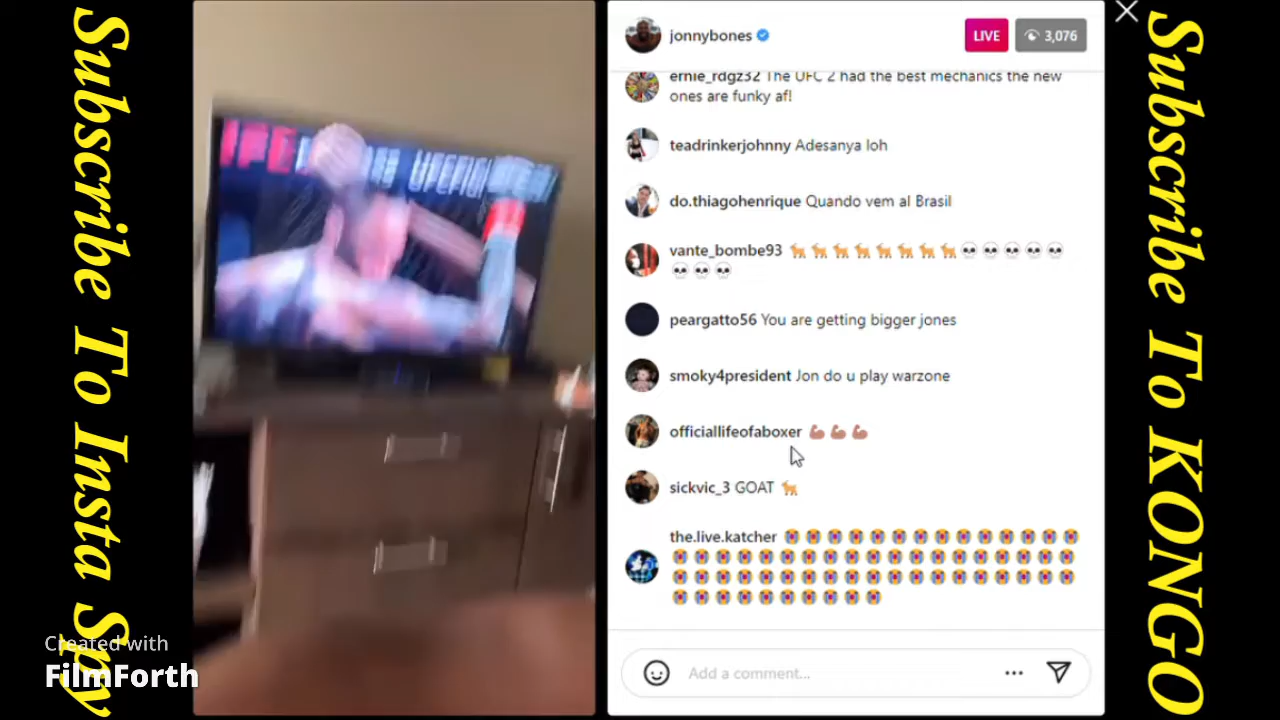 Subscribe To Insta Spy
jonnybones
LIVE
3,076
ernie_rdgz32 The UFC 2 had the best mechanics the new
ones are funky af!
teadrinkerjohnny Adesanya loh
do.thiagohenrique Quando vem al Brasil
vante_bombe93 🐐🐐🐐🐐🐐🐐🐐🐐💀💀💀💀💀
💀💀💀
peargatto56 You are getting bigger jones
smoky4president Jon do u play warzone
officiallifeofaboxer 💪🏽💪🏽💪🏽
sickvic_3 GOAT 🐐
the.live.katcher 😭😭😭😭😭😭😭😭😭😭😭😭😭😭
😭😭😭😭😭😭😭😭😭😭😭😭😭😭😭😭😭😭😭
😭😭😭😭😭😭😭😭😭😭😭😭😭😭😭😭😭😭😭
😭😭😭😭😭😭😭😭😭😭
Add a comment...
Subscribe To KONGO
Created with
FilmForth